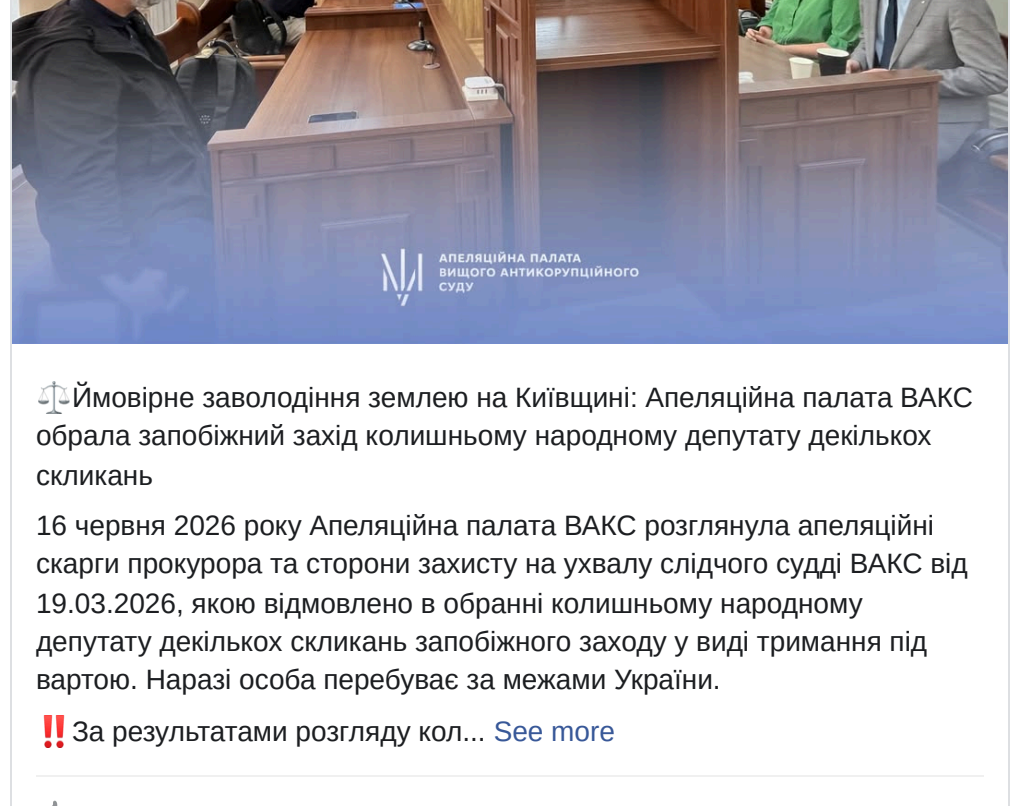 АПЕЛЯЦІЙНА ПАЛАТА
ВИЩОГО АНТИКОРУПЦІЙНОГО
СУДУ
⚖️Ймовірне заволодіння землею на Київщині: Апеляційна палата ВАКС
обрала запобіжний захід колишньому народному депутату декількох
скликань
16 червня 2026 року Апеляційна палата ВАКС розглянула апеляційні
скарги прокурора та сторони захисту на ухвалу слідчого судді ВАКС від
19.03.2026, якою відмовлено в обранні колишньому народному
депутату декількох скликань запобіжного заходу у виді тримання під
вартою. Наразі особа перебуває за межами України.
‼️За результатами розгляду кол... See more